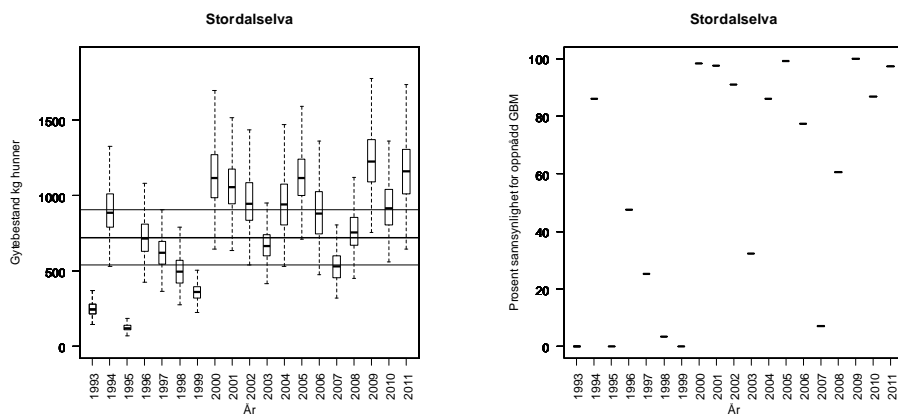 Stordalselva
Gytebestand kg hunner
1500
1000
500
0
1993 1994 1995 1996 1997 1998 1999 2000 2001 2002 2003 2004 2005 2006 2007 2008 2009 2010 2011
År
Stordalselva
Prosent sannsynlighet for oppnådd GBM
100
80
60
40
20
0
1993 1994 1995 1996 1997 1998 1999 2000 2001 2002 2003 2004 2005 2006 2007 2008 2009 2010 2011
År